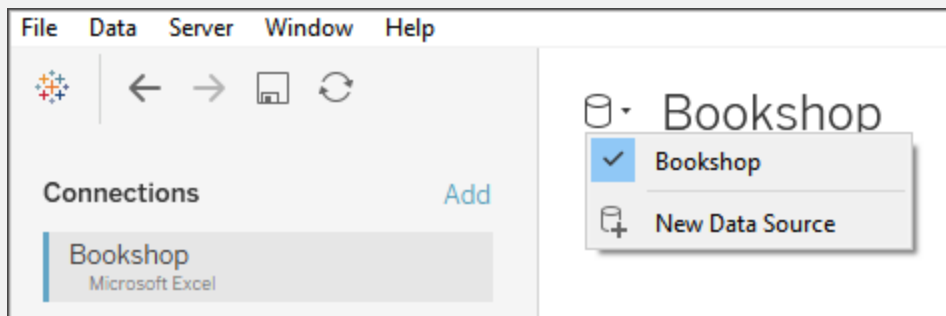 File Data Server Window Help
Bookshop
Bookshop
New Data Source
Connections Add
Bookshop
Microsoft Excel